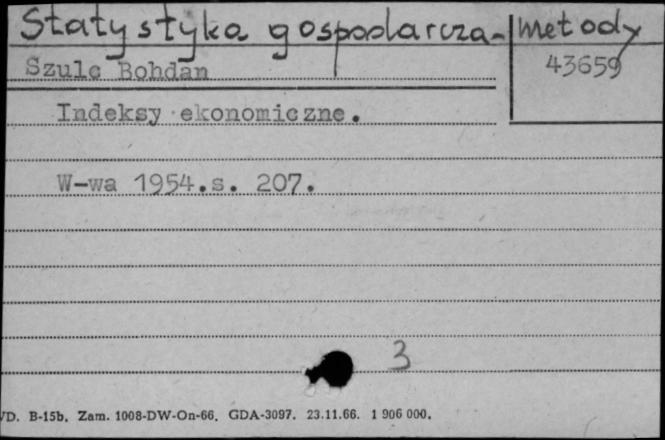 Statystyka gospodarcza - metody
Szulc Bohdan
43659
Indeksy ekonomiczne.
W-wa 1954.s. 207.
3
VD. B-15b. Zam. 1008-DW-On-66. GDA-3097. 23.11.66. 1 906 000.